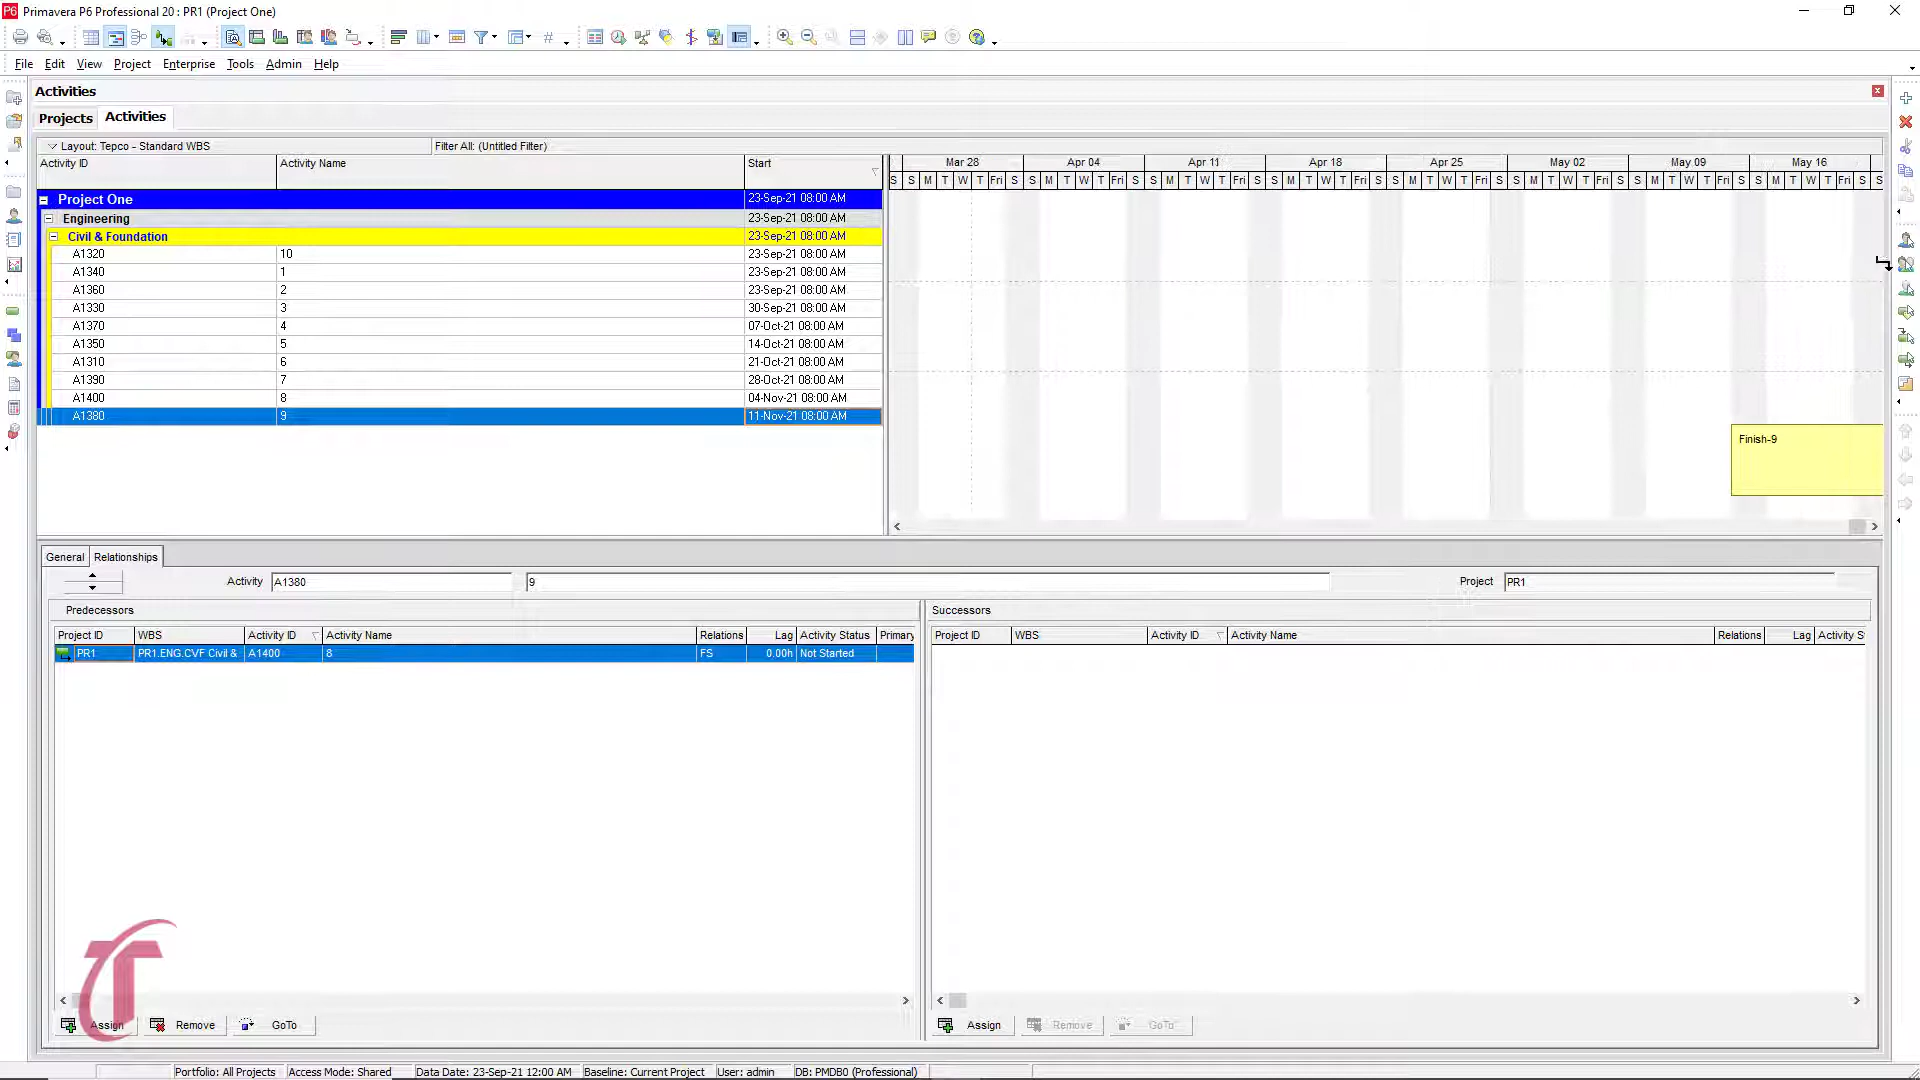 Primavera P6 Professional 20 : PR1 (Project One)
File Edit View Project Enterprise Tools Admin Help
Activities
Projects Activities
Layout: Tepco - Standard WBS Filter All: (Untitled Filter)
Activity ID Activity Name Start Mar 28 Apr 04 Apr 11 Apr 18 Apr 25 May 02 May 09 May 16
S S M T W T Fri S S M T W T Fri S S M T W T Fri S S M T W T Fri S S M T W T Fri S S M T W T Fri S S M T W T Fri S S M T W T Fri S S
Project One 23-Sep-21 08:00 AM
Engineering 23-Sep-21 08:00 AM
Civil & Foundation 23-Sep-21 08:00 AM
A1320 10 23-Sep-21 08:00 AM
A1340 1 23-Sep-21 08:00 AM
A1360 2 23-Sep-21 08:00 AM
A1330 3 30-Sep-21 08:00 AM
A1370 4 07-Oct-21 08:00 AM
A1350 5 14-Oct-21 08:00 AM
A1310 6 21-Oct-21 08:00 AM
A1390 7 28-Oct-21 08:00 AM
A1400 8 04-Nov-21 08:00 AM
A1380 9 11-Nov-21 08:00 AM
Finish-9
General Relationships
Activity A1380 9 Project PR1
Predecessors Successors
Project ID WBS Activity ID Activity Name Relations Lag Activity Status Primary Project ID WBS Activity ID Activity Name Relations Lag Activity S
PR1 PR1.ENG.CVF Civil & A1400 8 FS 0.00h Not Started
Assign Remove GoTo Assign Remove GoTo
Portfolio: All Projects Access Mode: Shared Data Date: 23-Sep-21 12:00 AM Baseline: Current Project User: admin DB: PMDB0 (Professional)